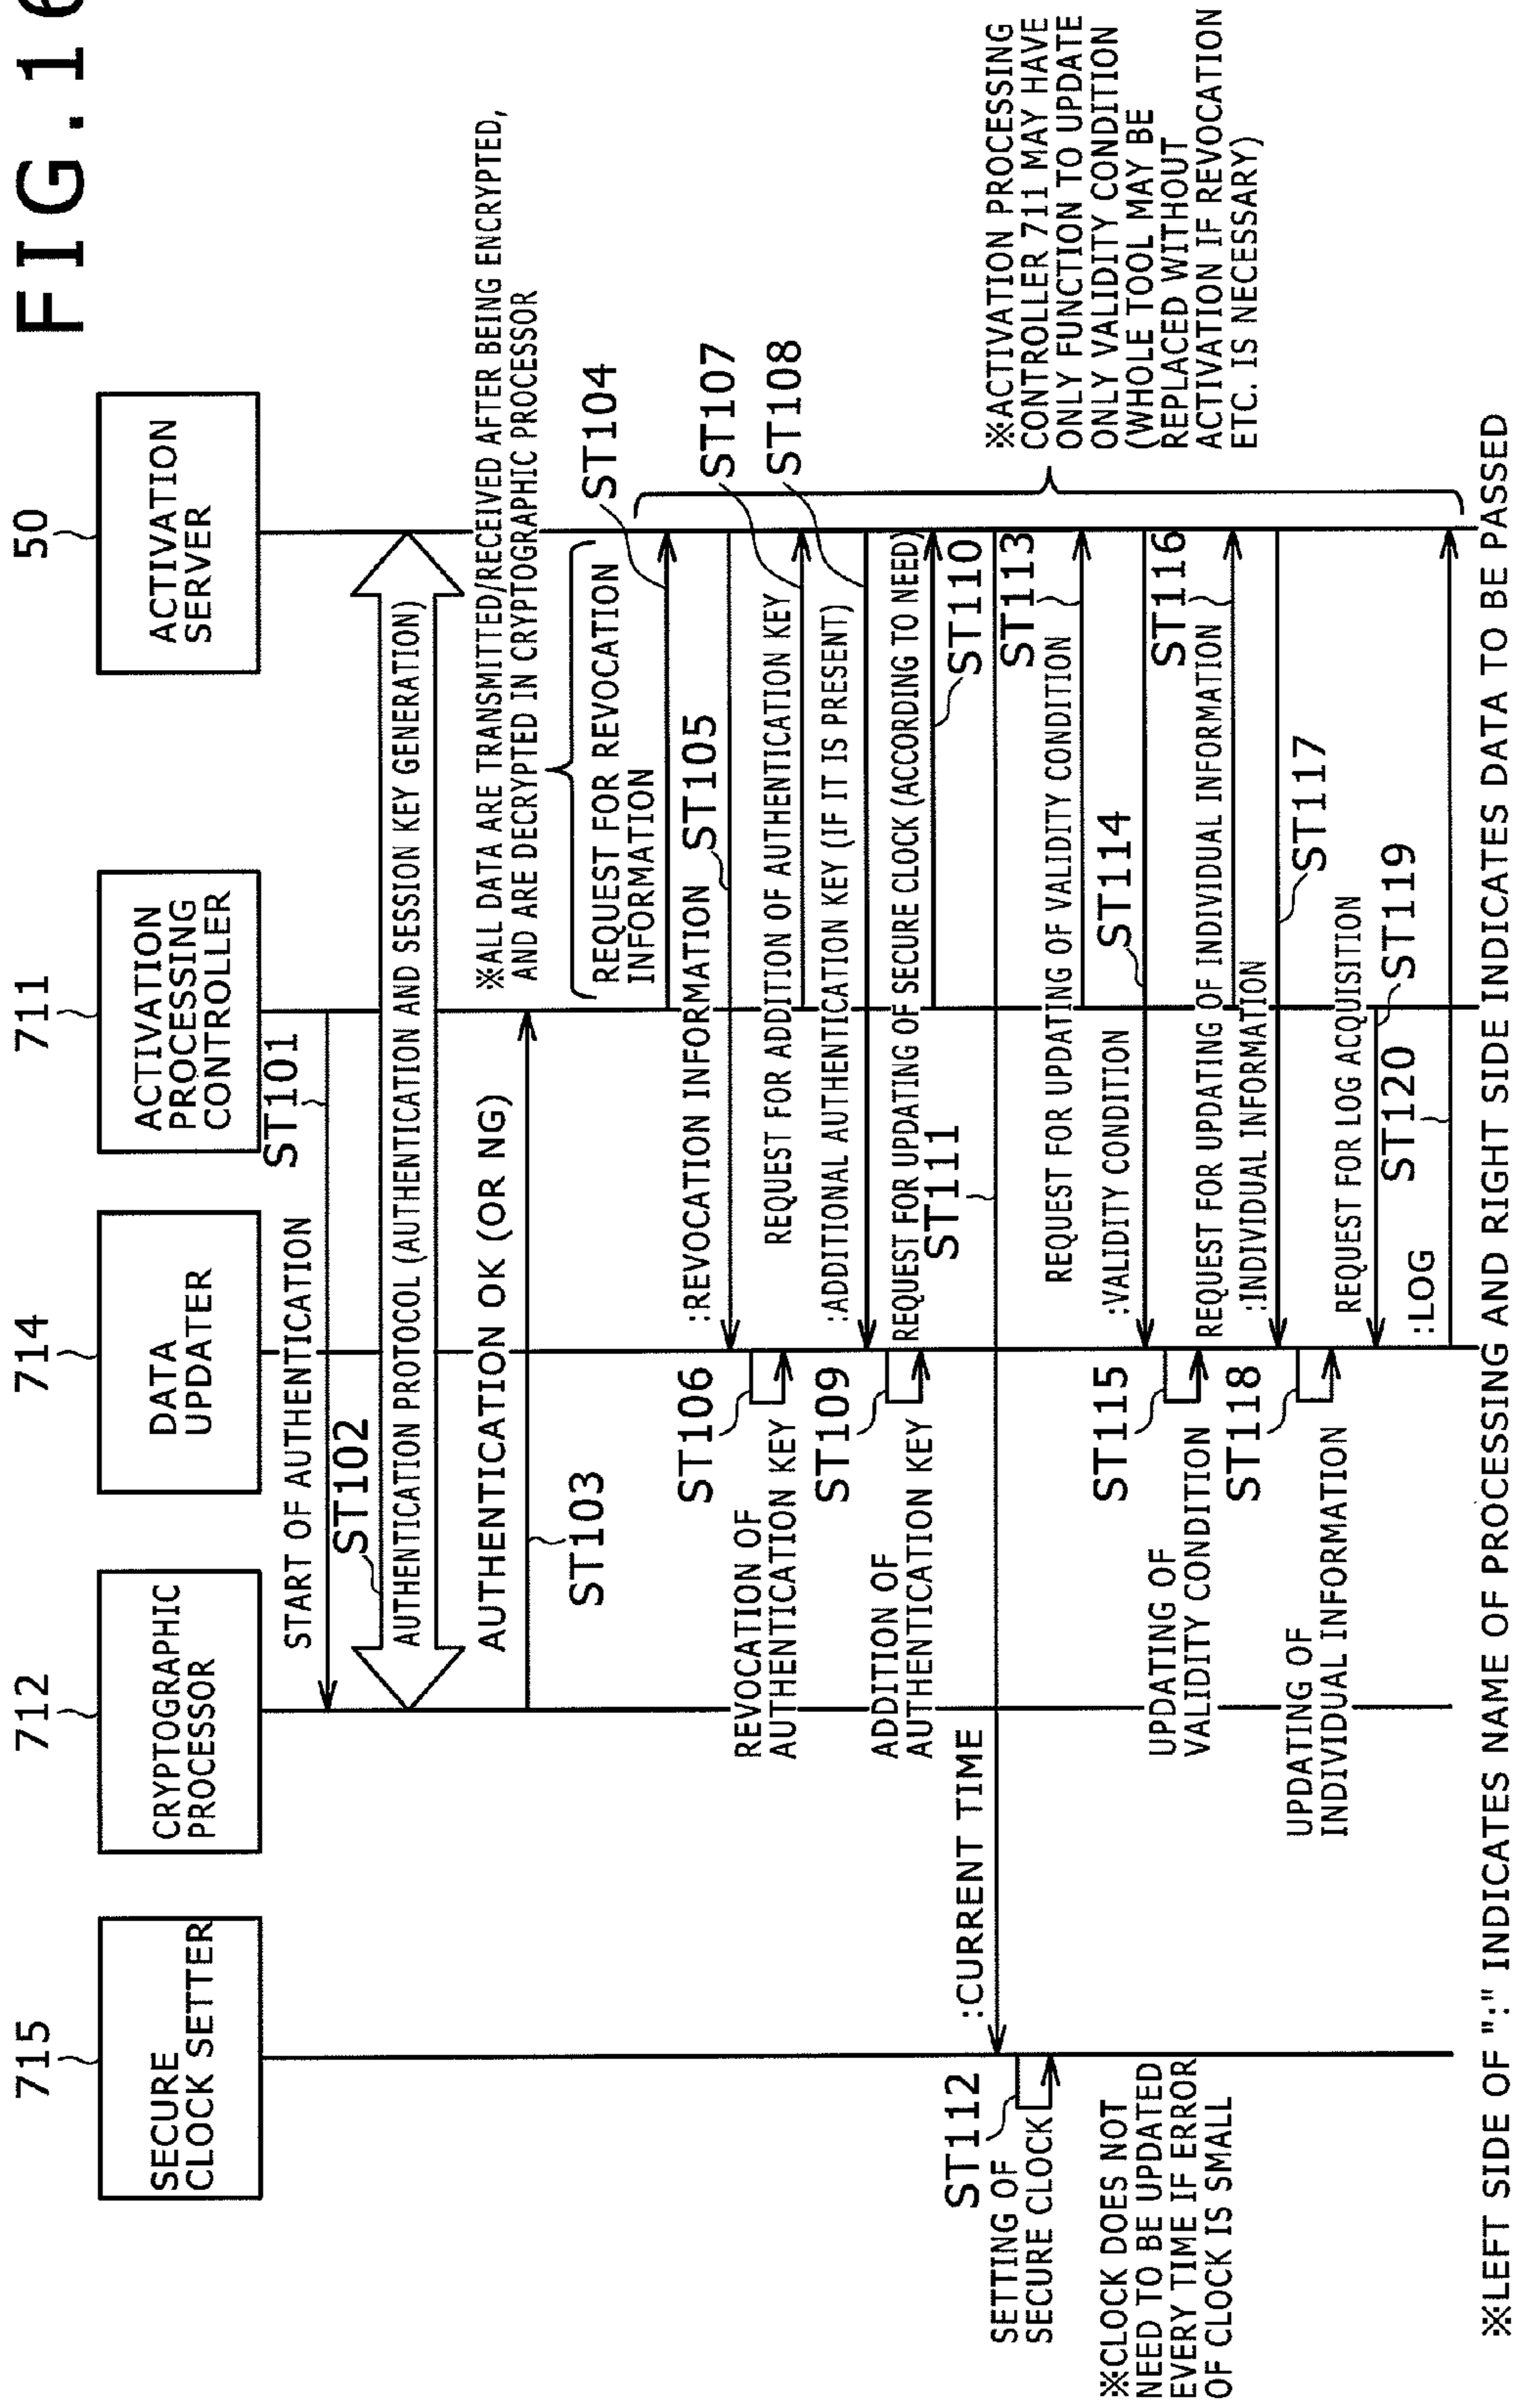 FIG.16
715
712
714
711
50
SECURE
CLOCK SETTER
CRYPTOGRAPHIC
PROCESSOR
DATA
UPDATER
ACTIVATION
PROCESSING
CONTROLLER
ACTIVATION
SERVER
START OF AUTHENTICATION
ST101
ST102
AUTHENTICATION PROTOCOL (AUTHENTICATION AND SESSION KEY GENERATION)
AUTHENTICATION OK (OR NG)
ST103
※ALL DATA ARE TRANSMITTED/RECEIVED AFTER BEING ENCRYPTED,
AND ARE DECRYPTED IN CRYPTOGRAPHIC PROCESSOR
REQUEST FOR REVOCATION
INFORMATION
ST104
:REVOCATION INFORMATION
ST105
ST106
REVOCATION OF
AUTHENTICATION KEY
REQUEST FOR ADDITION OF AUTHENTICATION KEY
ST107
:ADDITIONAL AUTHENTICATION KEY (IF IT IS PRESENT)
ST108
ST109
ADDITION OF
AUTHENTICATION KEY
REQUEST FOR UPDATING OF SECURE CLOCK (ACCORDING TO NEED)
ST110
:CURRENT TIME
ST111
ST112
SETTING OF
SECURE CLOCK
※CLOCK DOES NOT
NEED TO BE UPDATED
EVERY TIME IF ERROR
OF CLOCK IS SMALL
REQUEST FOR UPDATING OF VALIDITY CONDITION
ST113
:VALIDITY CONDITION
ST114
ST115
UPDATING OF
VALIDITY CONDITION
REQUEST FOR UPDATING OF INDIVIDUAL INFORMATION
ST116
:INDIVIDUAL INFORMATION
ST117
ST118
UPDATING OF
INDIVIDUAL INFORMATION
REQUEST FOR LOG ACQUISITION
ST119
:LOG
ST120
※ACTIVATION PROCESSING
CONTROLLER 711 MAY HAVE
ONLY FUNCTION TO UPDATE
ONLY VALIDITY CONDITION
(WHOLE TOOL MAY BE
REPLACED WITHOUT
ACTIVATION IF REVOCATION
ETC. IS NECESSARY)
※LEFT SIDE OF ":" INDICATES NAME OF PROCESSING AND RIGHT SIDE INDICATES DATA TO BE PASSED